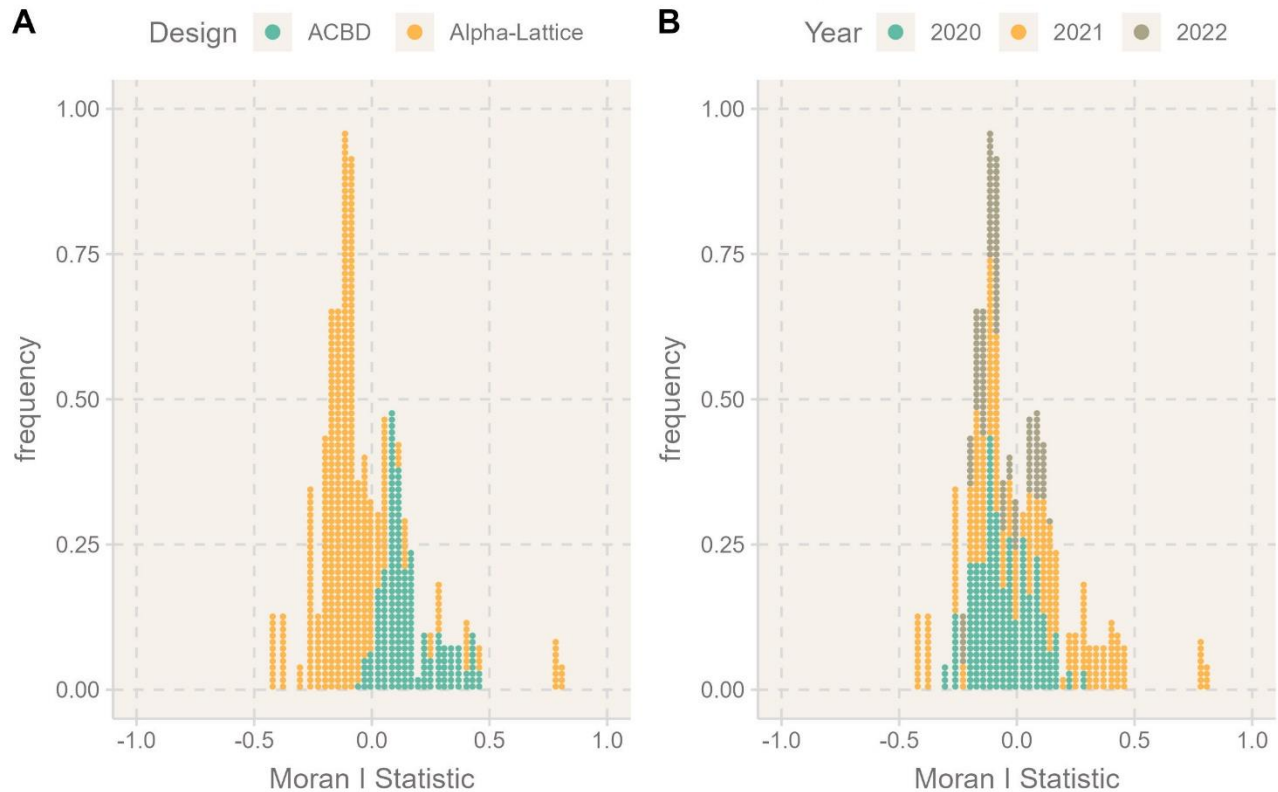 A
Design ACBD Alpha-Lattice
1.00
0.75
0.50
0.25
0.00
frequency
-1.0 -0.5 0.0 0.5 1.0
Moran I Statistic
B
Year 2020 2021 2022
1.00
0.75
0.50
0.25
0.00
frequency
-1.0 -0.5 0.0 0.5 1.0
Moran I Statistic